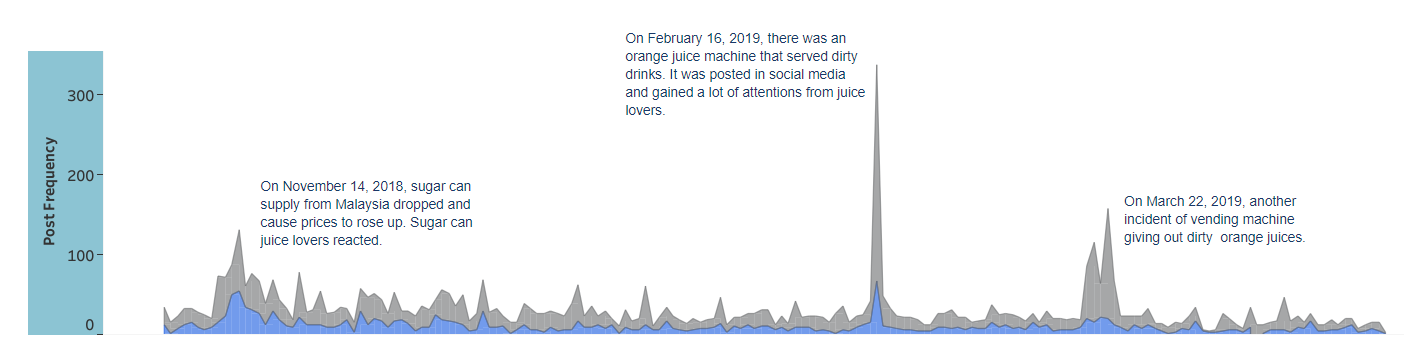 On February 16, 2019, there was an
orange juice machine that served dirty
drinks. It was posted in social media
and gained a lot of attentions from juice
lovers.
300
200
100
0
Post Frequency
On November 14, 2018, sugar can
supply from Malaysia dropped and
cause prices to rose up. Sugar can
juice lovers reacted.
On March 22, 2019, another
incident of vending machine
giving out dirty  orange juices.